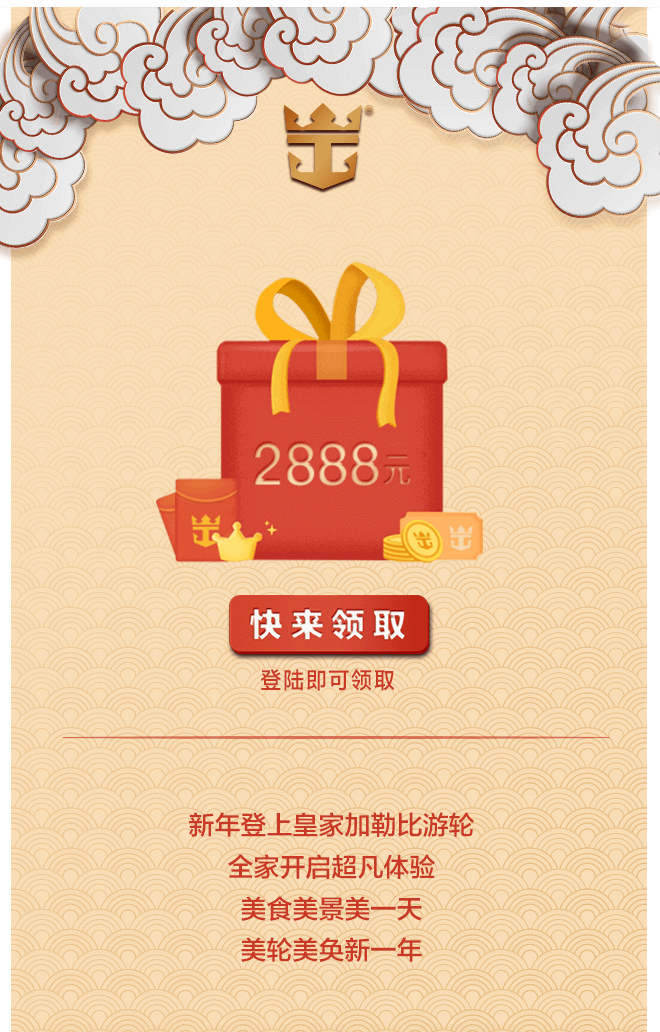 2888元
快来领取
登陆即可领取
新年登上皇家加勒比游轮
全家开启超凡体验
美食美景美一天
美轮美奂新一年